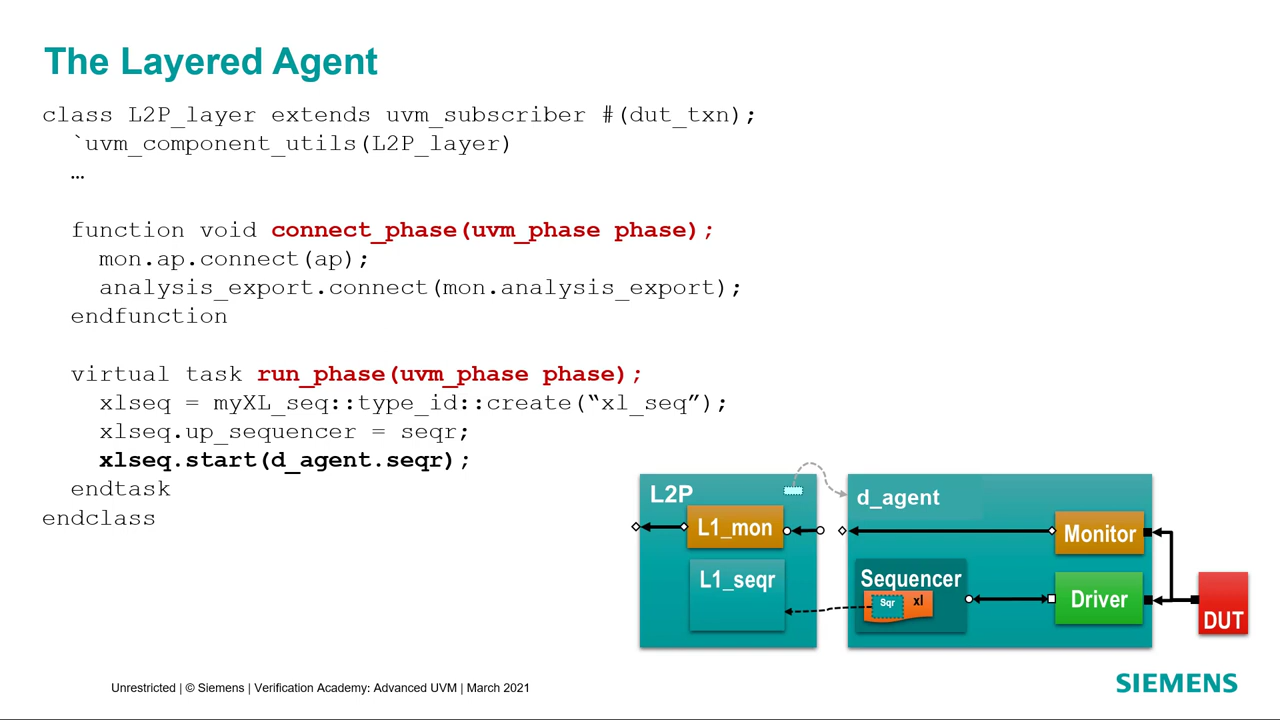 The Layered Agent
class L2P_layer extends uvm_subscriber #(dut_txn);
`uvm_component_utils(L2P_layer)
…
function void connect_phase(uvm_phase phase);
mon.ap.connect(ap);
analysis_export.connect(mon.analysis_export);
endfunction
virtual task run_phase(uvm_phase phase);
xlseq = myXL_seq::type_id::create(“xl_seq”);
xlseq.up_sequencer = seqr;
xlseq.start(d_agent.seqr);
endtask
endclass
L2P
L1_mon
L1_seqr
d_agent
Monitor
Sequencer
Sqr
xl
Driver
DUT
Unrestricted | © Siemens | Verification Academy: Advanced UVM | March 2021
SIEMENS